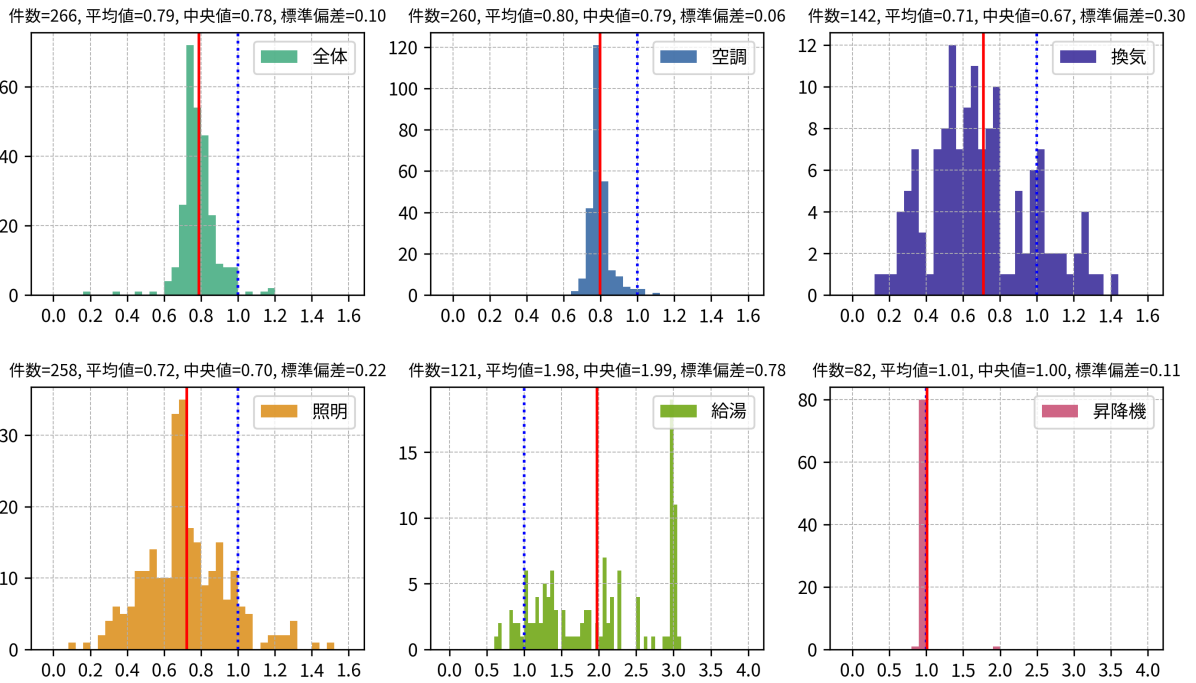 件数=266, 平均値=0.79, 中央値=0.78, 標準偏差=0.10
全体
60
40
20
0
0.0 0.2 0.4 0.6 0.8 1.0 1.2 1.4 1.6
件数=260, 平均値=0.80, 中央値=0.79, 標準偏差=0.06
空調
120
100
80
60
40
20
0
0.0 0.2 0.4 0.6 0.8 1.0 1.2 1.4 1.6
件数=142, 平均値=0.71, 中央値=0.67, 標準偏差=0.30
換気
12
10
8
6
4
2
0
0.0 0.2 0.4 0.6 0.8 1.0 1.2 1.4 1.6
件数=258, 平均値=0.72, 中央値=0.70, 標準偏差=0.22
照明
30
20
10
0
0.0 0.2 0.4 0.6 0.8 1.0 1.2 1.4 1.6
件数=121, 平均値=1.98, 中央値=1.99, 標準偏差=0.78
給湯
15
10
5
0
0.0 0.5 1.0 1.5 2.0 2.5 3.0 3.5 4.0
件数=82, 平均値=1.01, 中央値=1.00, 標準偏差=0.11
昇降機
80
60
40
20
0
0.0 0.5 1.0 1.5 2.0 2.5 3.0 3.5 4.0